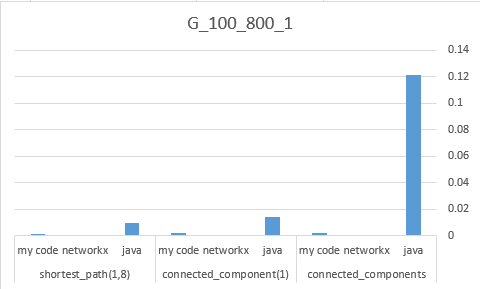 G_100_800_1
0.14
0.12
0.1
0.08
0.06
0.04
0.02
0
my code networkx java my code networkx java my code networkx java
shortest_path(1,8) connected_component(1) connected_components